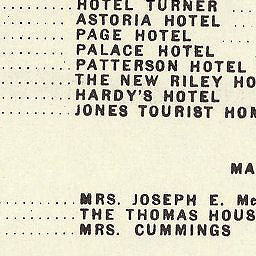 HOTEL TURNER
ASTORIA HOTEL
PAGE HOTEL
PALACE HOTEL
PATTERSON HOTEL
THE NEW RILEY HO
HARDY'S HOTEL
JONES TOURIST HOM
MA
MRS. JOSEPH E. Mc
THE THOMAS HOUS
MRS. CUMMINGS